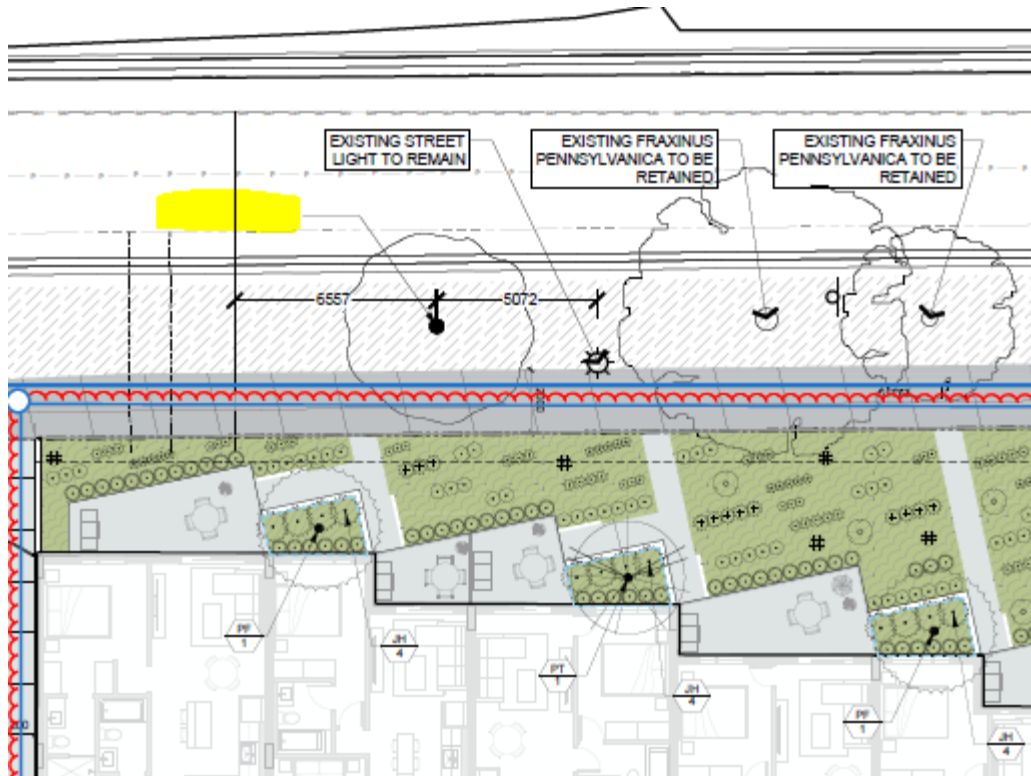 EXISTING STREET
LIGHT TO REMAIN
EXISTING FRAXINUS
PENNSYLVANICA TO BE
RETAINED
EXISTING FRAXINUS
PENNSYLVANICA TO BE
RETAINED
P P P P P P P P
6557
5072
PF
1
JH
4
PT
1
JH
4
PF
1
JH
4